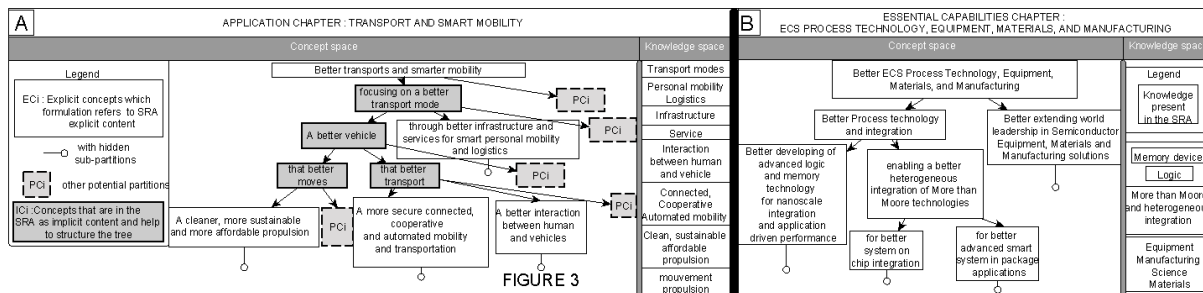 A
APPLICATION CHAPTER : TRANSPORT AND SMART MOBILITY
Concept space
Knowledge space
Legend
ECi : Explicit concepts which
formulation refers to SRA
explicit content
with hidden
sub-partitions
PCi
other potential partitions
ICi :Concepts that are in the
SRA as implicit content and help
to structure the tree
Better transports and smarter mobility
focusing on a better
transport mode
PCi
A better vehicle
through better infrastructure and
services for smart personal mobility
and logistics
PCi
that better
moves
that better
transport
PCi
A cleaner, more sustainable
and more affordable propulsion
PCi
A more secure connected,
cooperative
and automated mobility
and transportation
A better interaction
between human
and vehicles
PCi
FIGURE 3
Transport modes
Personal mobility
Logistics
Infrastructure
Service
Interaction
between human
and vehicle
Connected,
Cooperative
Automated mobility
Clean, sustainable
affordable
propulsion
mouvement
propulsion
B
ESSENTIAL CAPABILITIES CHAPTER :
ECS PROCESS TECHNOLOGY, EQUIPMENT, MATERIALS, AND MANUFACTURING
Concept space
Knowledge space
Better ECS Process Technology, Equipment,
Materials, and Manufacturing
Better Process technology
and integration
Better extending world
leadership in Semiconductor
Equipment, Materials and
Manufacturing solutions
Better developing of
advanced logic
and memory
technology
for nanoscale
integration
and application
driven performance
enabling a better
heterogeneous
integration of More than
Moore technologies
for better
system on
chip integration
for better
advanced smart
system in package
applications
Legend
Knowledge
present
in the SRA
Memory device
Logic
More than Moore
and heterogeneous
integration
Equipment
Manufacturing
Science
Materials